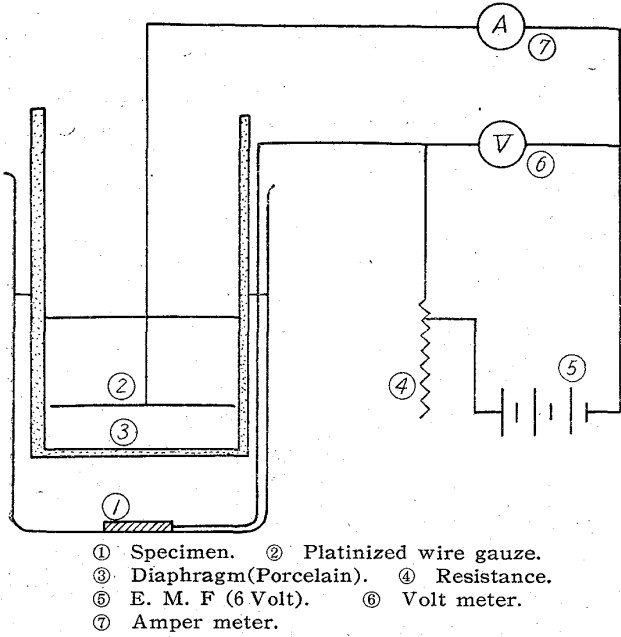 A
⑦
V
⑥
②
④
⑤
③
①
① Specimen. ② Platinized wire gauze.
③ Diaphragm(Porcelain). ④ Resistance.
⑤ E. M. F (6 Volt). ⑥ Volt meter.
⑦ Amper meter.